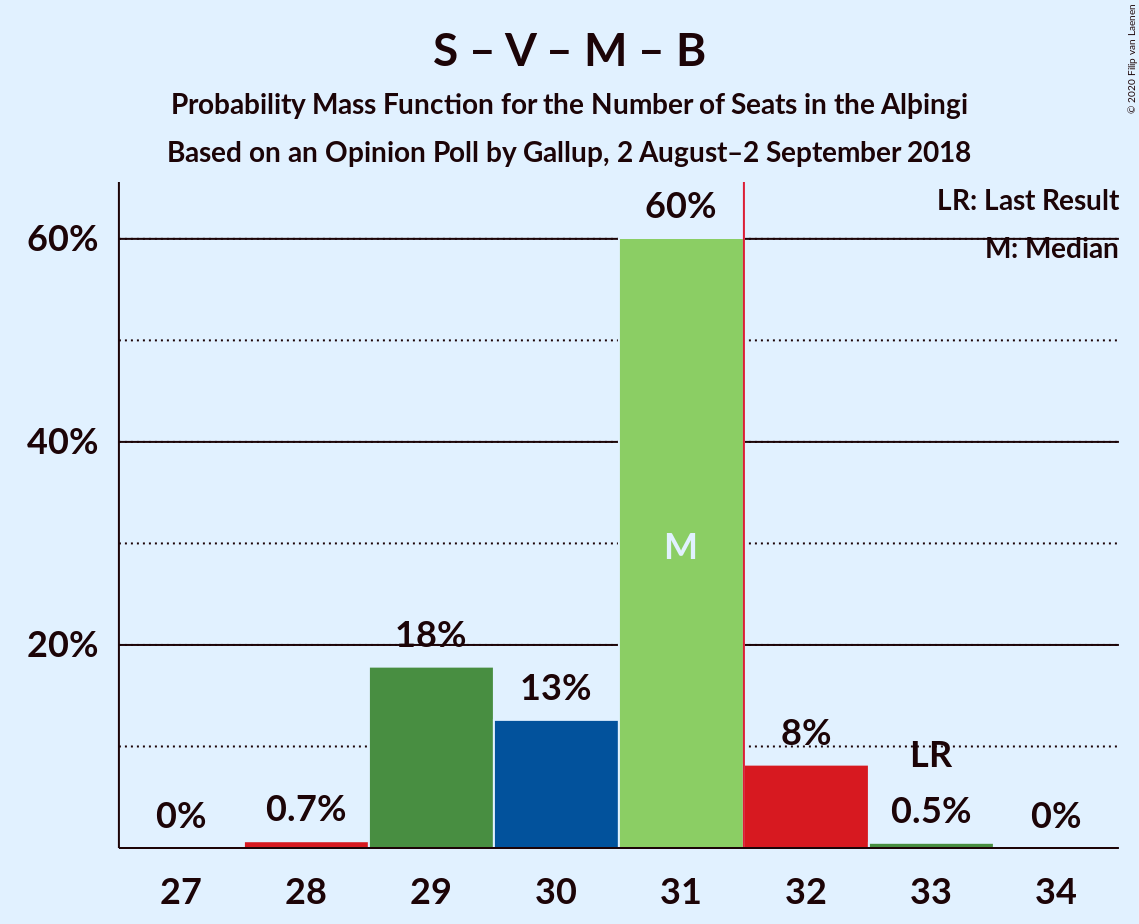 S – V – M – B
Probability Mass Function for the Number of Seats in the Alþingi
Based on an Opinion Poll by Gallup, 2 August–2 September 2018
© 2020 Filip van Laenen
LR: Last Result
M: Median
60%
40%
20%
0%
0.7%
18%
13%
60%
M
8%
LR
0.5%
0%
27 28 29 30 31 32 33 34